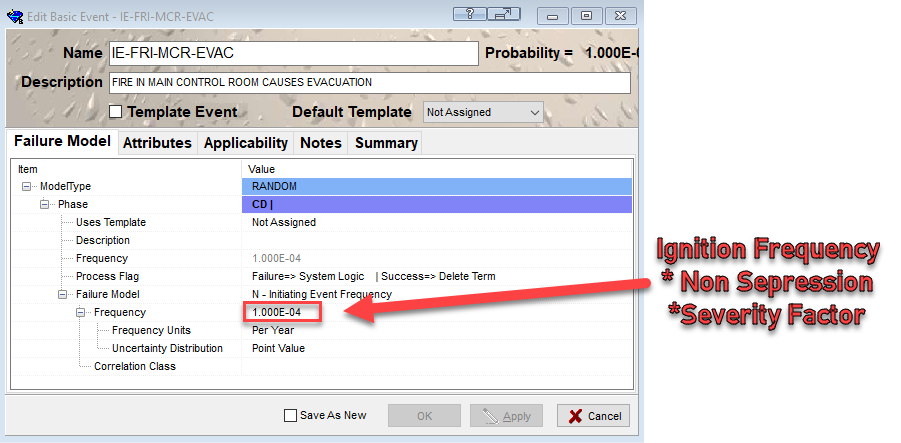 Edit Basic Event - IE-FRI-MCR-EVAC
Name IE-FRI-MCR-EVAC Probability = 1.000E-0
Description FIRE IN MAIN CONTROL ROOM CAUSES EVACUATION
Template Event Default Template Not Assigned
Failure Model Attributes Applicability Notes Summary
Item Value
ModelType RANDOM
Phase CD |
Uses Template Not Assigned
Description
Frequency 1.000E-04
Process Flag Failure=> System Logic | Success=> Delete Term
Failure Model N - Initiating Event Frequency
Frequency 1.000E-04
Frequency Units Per Year
Uncertainty Distribution Point Value
Correlation Class
Save As New OK Apply Cancel
Ignition Frequency
* Non Sepression
*Severity Factor